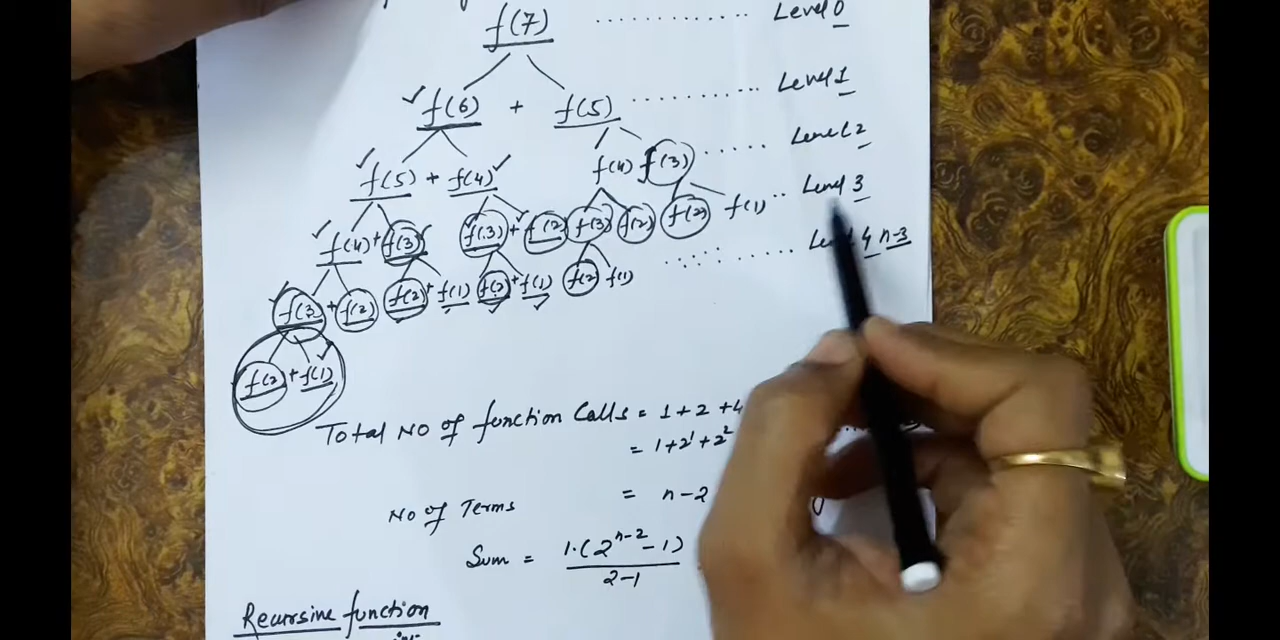 f(7) ............... Level 0
f(6) + f(5) ............ Level 1
f(5) + f(4) f(4) f(3) ...... Level 2
f(4) + f(3) f(3) + f(2) f(3) f(2) f(2) f(1) .. Level 3
f(3 + f(2) f(2) + f(1) f(2) + f(1) f(2) f(1) 4 n-3
f(2) + f(1)
Total No of function Calls = 1+2+4
= 1+2¹+2²
No of Terms = n-2
Sum = 1.(2ⁿ⁻²-1)
2-1
Recursine function